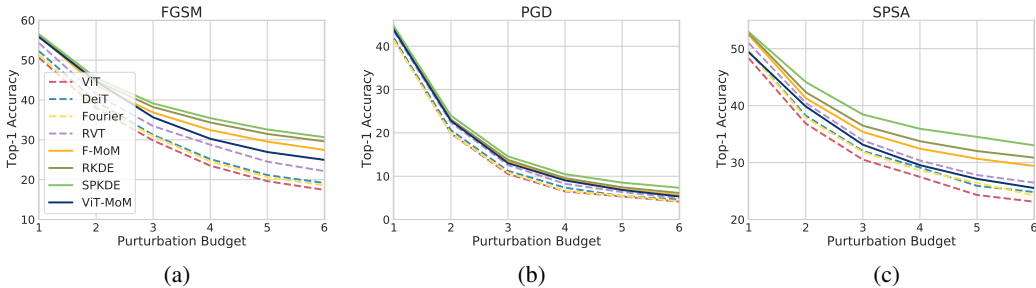 FGSM
Top-1 Accuracy
60
50
40
30
20
10
ViT
DeiT
Fourier
RVT
F-MoM
RKDE
SPKDE
ViT-MoM
1 2 3 4 5 6
Purturbation Budget
(a)
PGD
Top-1 Accuracy
40
30
20
10
0
1 2 3 4 5 6
Purturbation Budget
(b)
SPSA
Top-1 Accuracy
50
40
30
20
1 2 3 4 5 6
Purturbation Budget
(c)